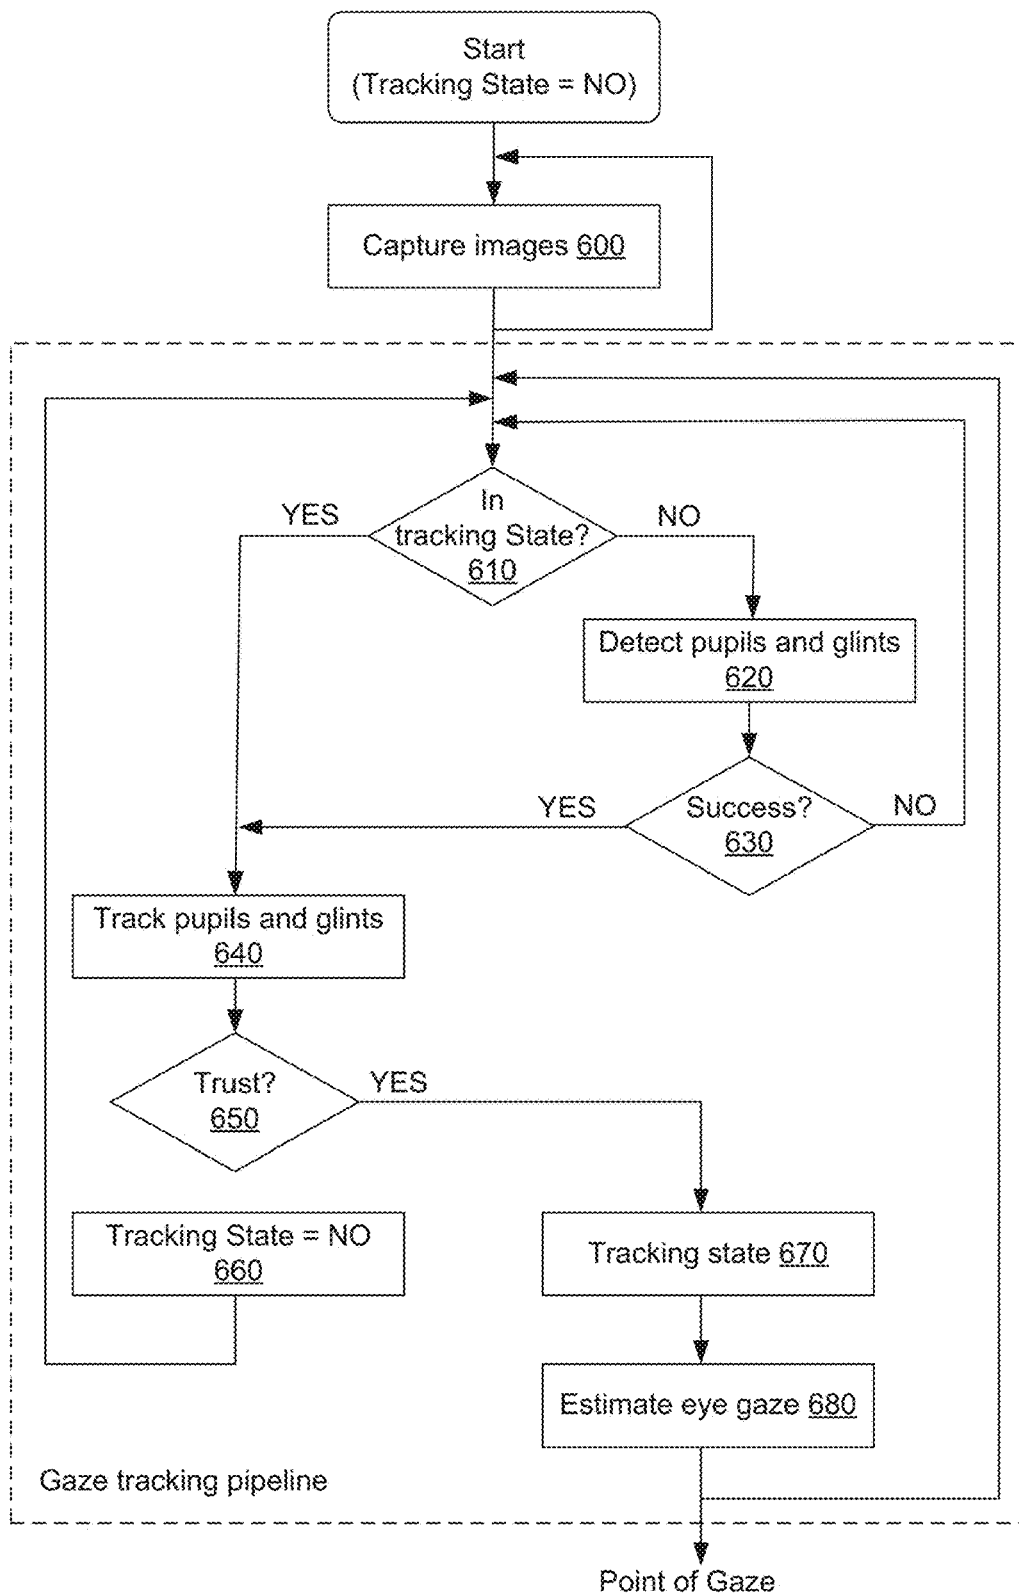 Start
(Tracking State = NO)
Capture images 600
In
tracking State?
610
YES
NO
Detect pupils and glints
620
Success?
630
YES
NO
Track pupils and glints
640
Trust?
650
YES
Tracking State = NO
660
Tracking state 670
Estimate eye gaze 680
Gaze tracking pipeline
Point of Gaze